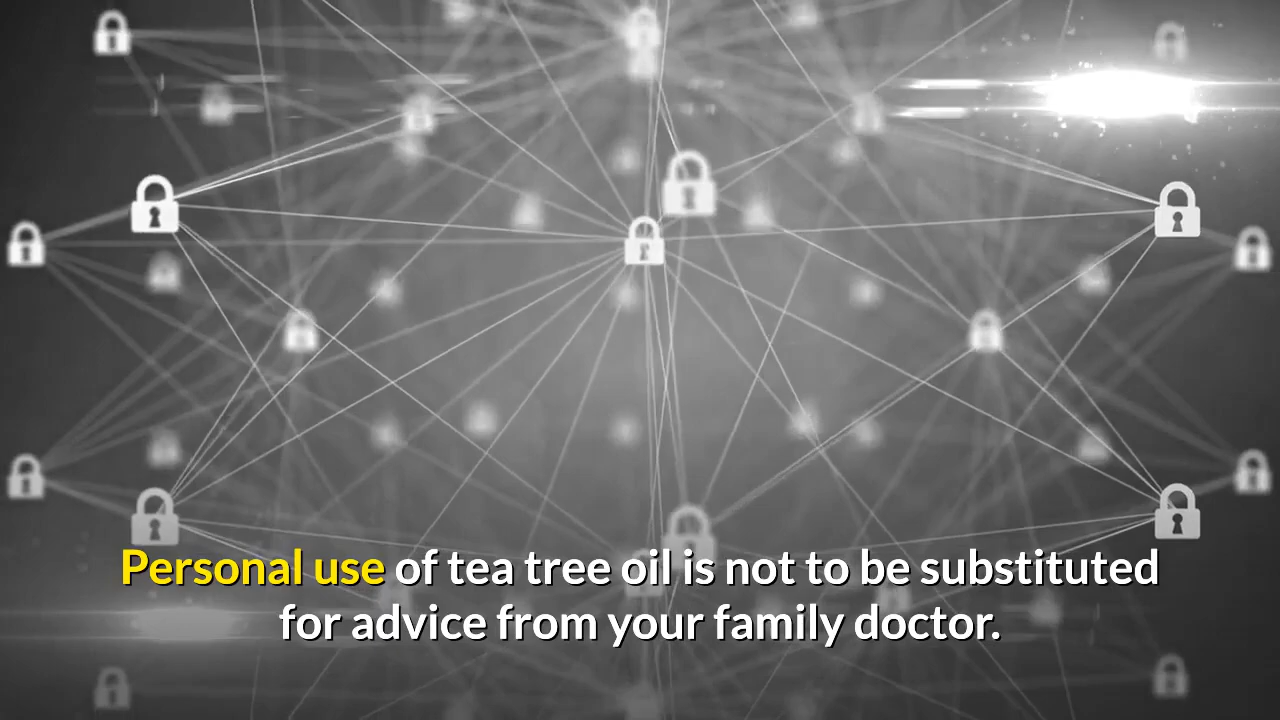 Personal use of tea tree oil is not to be substituted
for advice from your family doctor.